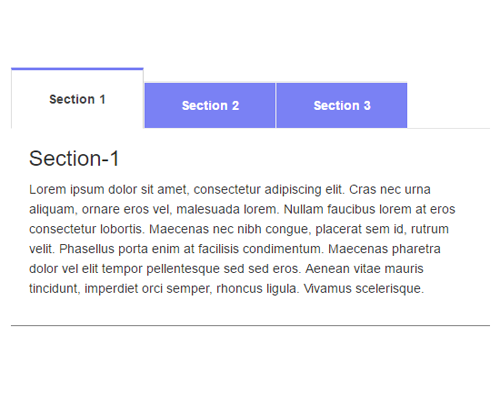 Section 1
Section 2
Section 3
Section-1
Lorem ipsum dolor sit amet, consectetur adipiscing elit. Cras nec urna
aliquam, ornare eros vel, malesuada lorem. Nullam faucibus lorem at eros
consectetur lobortis. Maecenas nec nibh congue, placerat sem id, rutrum
velit. Phasellus porta enim at facilisis condimentum. Maecenas pharetra
dolor vel elit tempor pellentesque sed sed eros. Aenean vitae mauris
tincidunt, imperdiet orci semper, rhoncus ligula. Vivamus scelerisque.